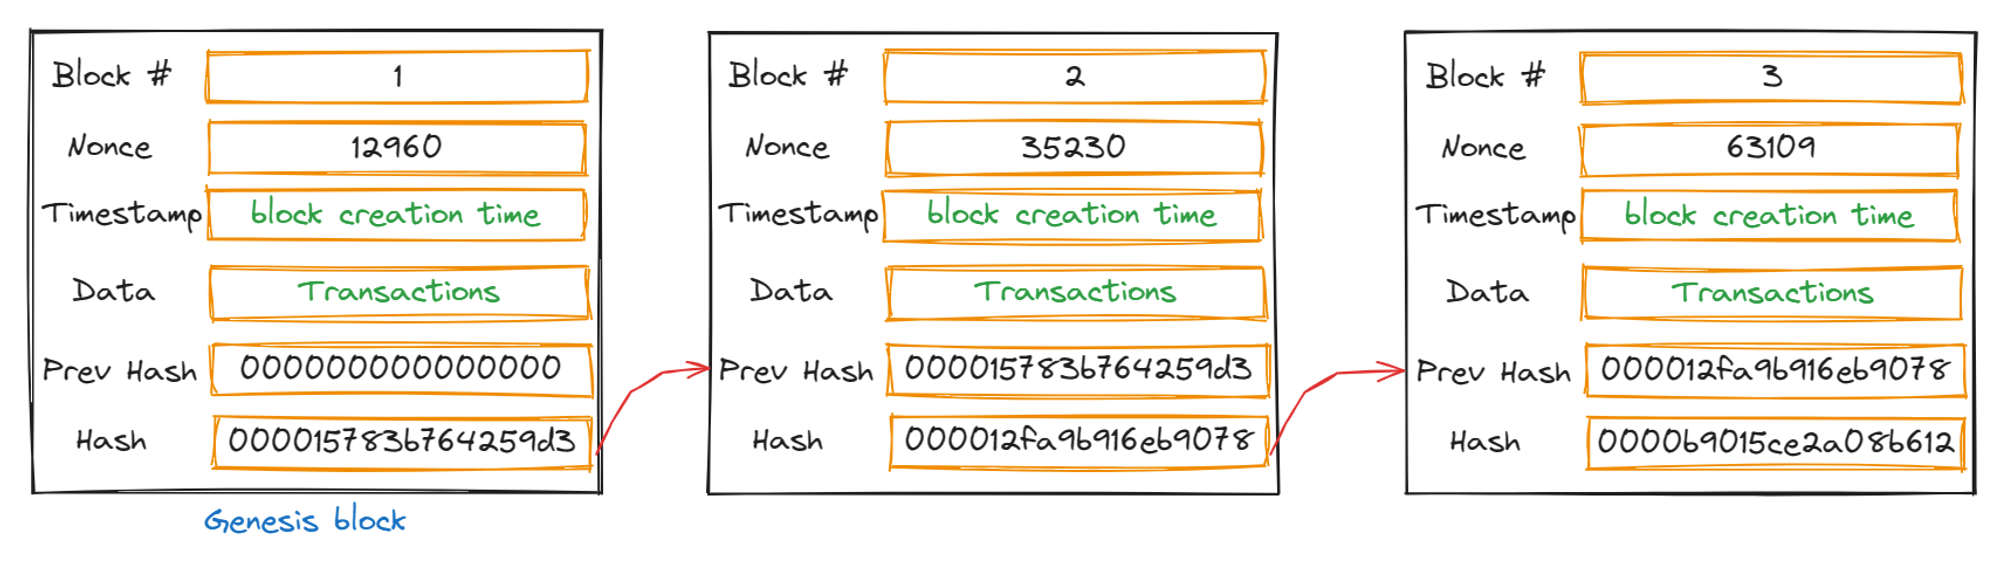 Block # 1
Nonce 12960
Timestamp block creation time
Data Transactions
Prev Hash 000000000000000
Hash 000015783b764259d3
Genesis block
Block # 2
Nonce 35230
Timestamp block creation time
Data Transactions
Prev Hash 000015783b764259d3
Hash 000012fa9b916eb9078
Block # 3
Nonce 63109
Timestamp block creation time
Data Transactions
Prev Hash 000012fa9b916eb9078
Hash 0000b9015ce2a08b612